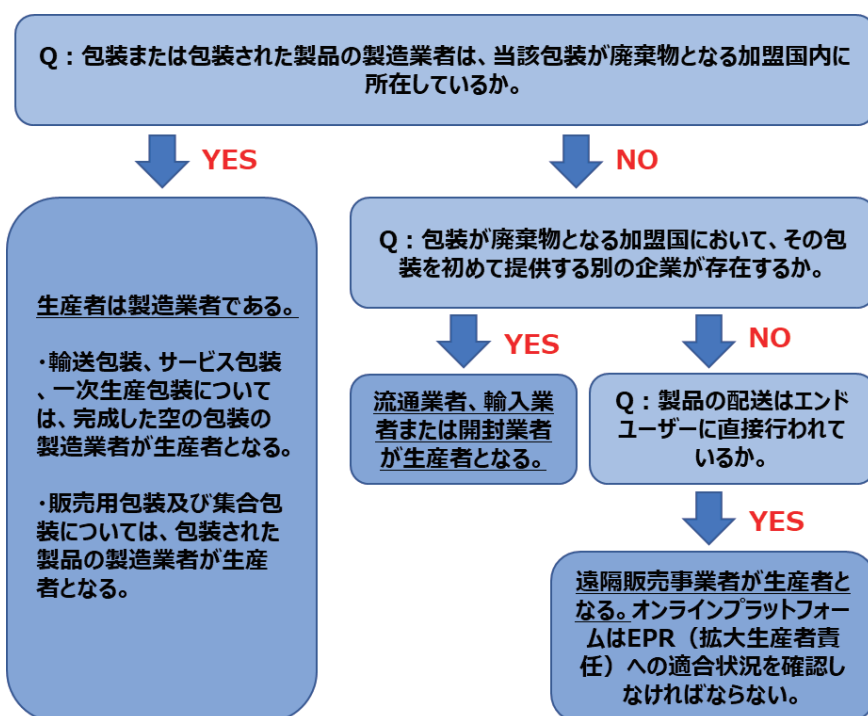 Q：包装または包装された製品の製造業者は、当該包装が廃棄物となる加盟国内に
所在しているか。
YES
NO
生産者は製造業者である。
・輸送包装、サービス包装
、一次生産包装について
は、完成した空の包装の
製造業者が生産者となる。
・販売用包装及び集合包
装については、包装された
製品の製造業者が生産
者となる。
Q：包装が廃棄物となる加盟国において、その包
装を初めて提供する別の企業が存在するか。
YES
NO
流通業者、輸入業
者または開封業者
が生産者となる。
Q：製品の配送はエンド
ユーザーに直接行われて
いるか。
YES
遠隔販売事業者が生産者と
なる。オンラインプラットフォー
ムはEPR（拡大生産者責
任）への適合状況を確認し
なければならない。